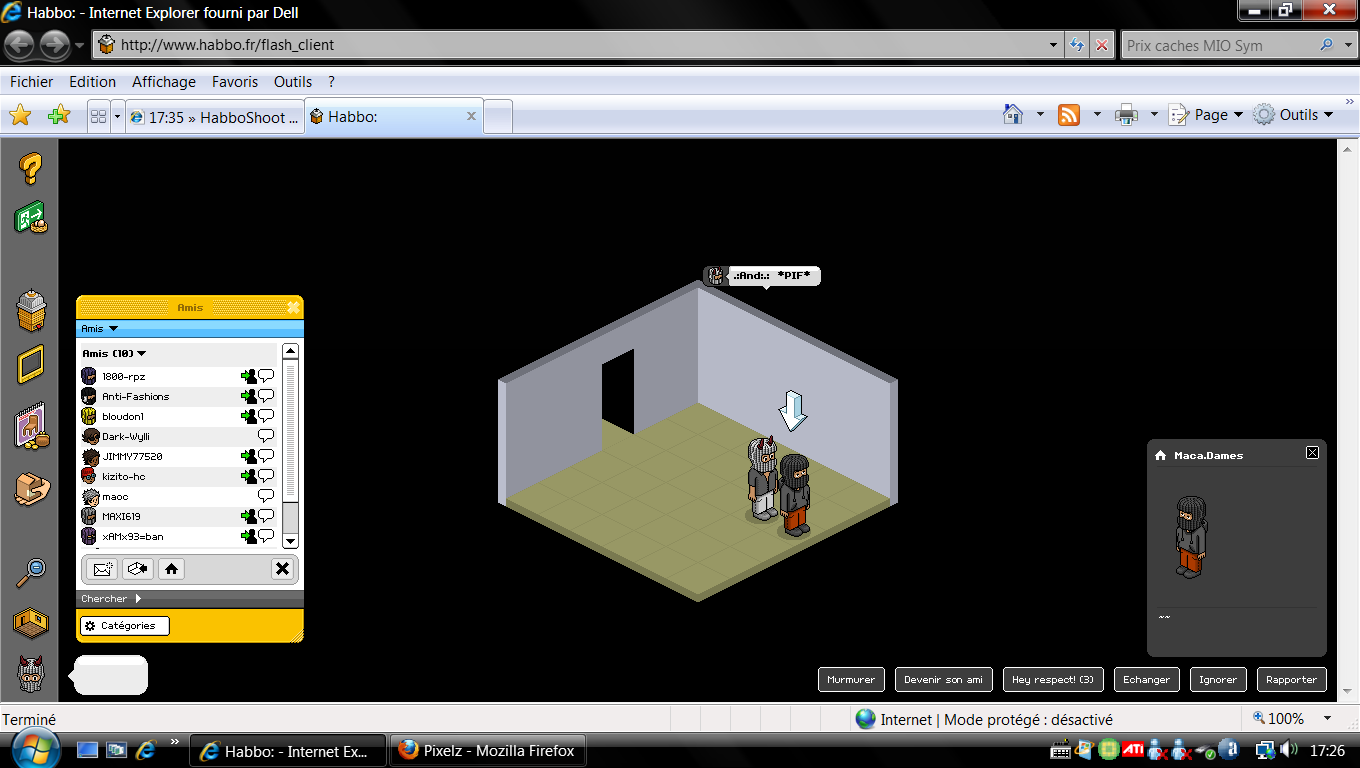 Habbo: - Internet Explorer fourni par Dell
http://www.habbo.fr/flash_client
Prix caches MIO Sym
Fichier Edition Affichage Favoris Outils ?
17:35 » HabboShoot ...
Habbo:
Page
Outils
.:And:.: *PIF*
Amis
Amis
Amis (10)
1800-rpz
Anti-Fashions
bloudon1
Dark-Wylli
JIMMY77520
kizito-hc
maoc
MAXI619
xAMx93=ban
Chercher
Catégories
Maca.Dames
~~
Murmurer
Devenir son ami
Hey respect! (3)
Echanger
Ignorer
Rapporter
Terminé
Internet | Mode protégé : désactivé
100%
Habbo: - Internet Ex...
Pixelz - Mozilla Firefox
ATI
17:26